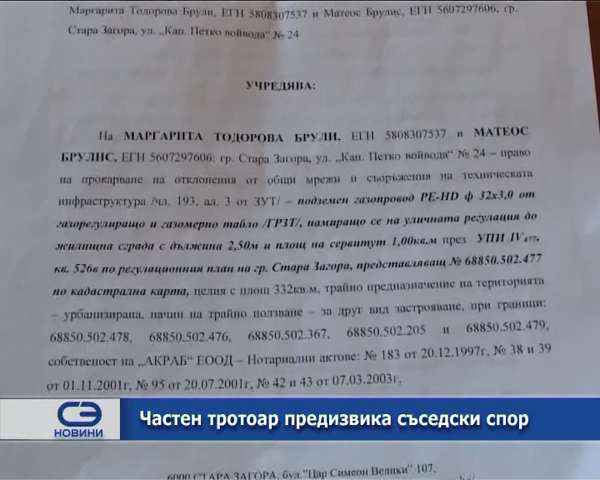 Маргарита Тодорова Брули, ЕГН 5808307537 и Матеос Брулис, ЕГН 5607297606, гр.
Стара Загора, ул. „Кап. Петко войвода“ № 24
УЧРЕДЯВА:
На МАРГАРИТА ТОДОРОВА БРУЛИ, ЕГН 5808307537 и МАТЕОС
БРУЛИС, ЕГН 5607297606; гр. Стара Загора, ул. „Кап. Петко войвода“ № 24 – право
на прокарване на отклонения от общи мрежи и съоръжения на техническата
инфраструктура /чл. 193, ал. 3 от ЗУТ/ – подземен газопровод PE-HD ф 32х3,0 от
газорегулиращо и газомерно табло /ГРЗТ/, намиращо се на уличната регулация до
жилищна сграда с дължина 2,50м и площ на сервитут 1,00кв.м през УПИ IV477,
кв. 526в по регулационния план на гр. Стара Загора, представляващ № 68850.502.477
по кадастрална карта, целия с площ 332кв.м, трайно предназначение на територията
– урбанизирана, начин на трайно ползване – за друг вид застрояване, при граници:
68850.502.478, 68850.502.476, 68850.502.367, 68850.502.205 и 68850.502.479,
собственост на „АКРАБ“ ЕООД – Нотариални актове: № 183 от 20.12.1997г, № 38 и 39
от 01.11.2001г, № 95 от 20.07.2001г, № 42 и 43 от 07.03.2003г,
СЭ
НОВИНИ
Частен тротоар предизвика съседски спор
6000 СТАРА ЗАГОРА, бул."Цар Симеон Велики" 107,